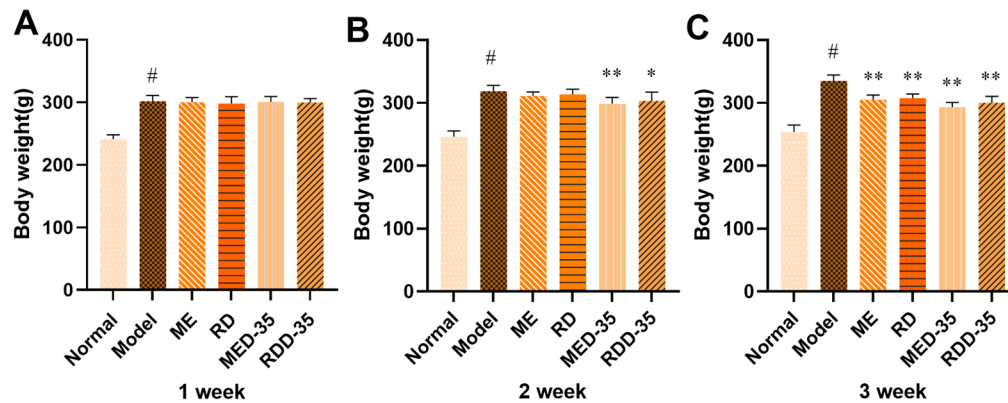 A
Body weight(g)
400
300
200
100
0
#
Normal
Model
ME
RD
MED-35
RDD-35
1 week
B
Body weight(g)
400
300
200
100
0
#
**
*
Normal
Model
ME
RD
MED-35
RDD-35
2 week
C
Body weight(g)
400
300
200
100
0
#
**
**
**
**
Normal
Model
ME
RD
MED-35
RDD-35
3 week